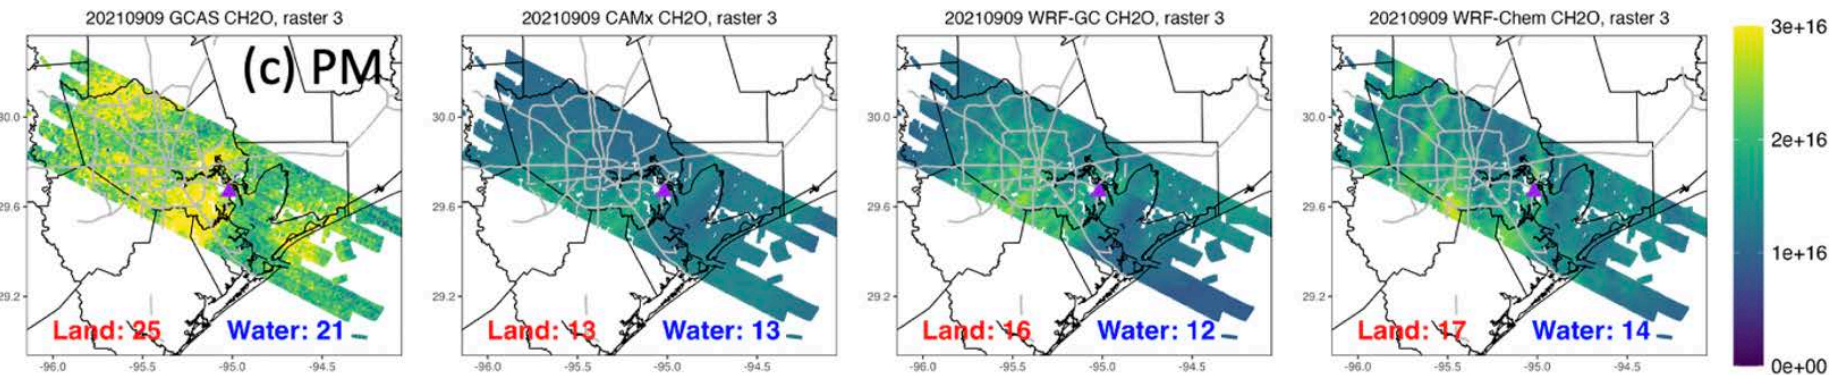 20210909 GCAS CH2O, raster 3
20210909 CAMx CH2O, raster 3
20210909 WRF-GC CH2O, raster 3
20210909 WRF-Chem CH2O, raster 3
(c) PM
3e+16
2e+16
1e+16
0e+00
30.0
29.6
29.2
30.0
29.6
29.2
30.0
29.6
29.2
30.0
29.6
29.2
Land: 25 Water: 21
Land: 13 Water: 13
Land: 16 Water: 12
Land: 17 Water: 14
-96.0 -95.5 -95.0 -94.5
-96.0 -95.5 -95.0 -94.5
-96.0 -95.5 -95.0 -94.5
-96.0 -95.5 -95.0 -94.5